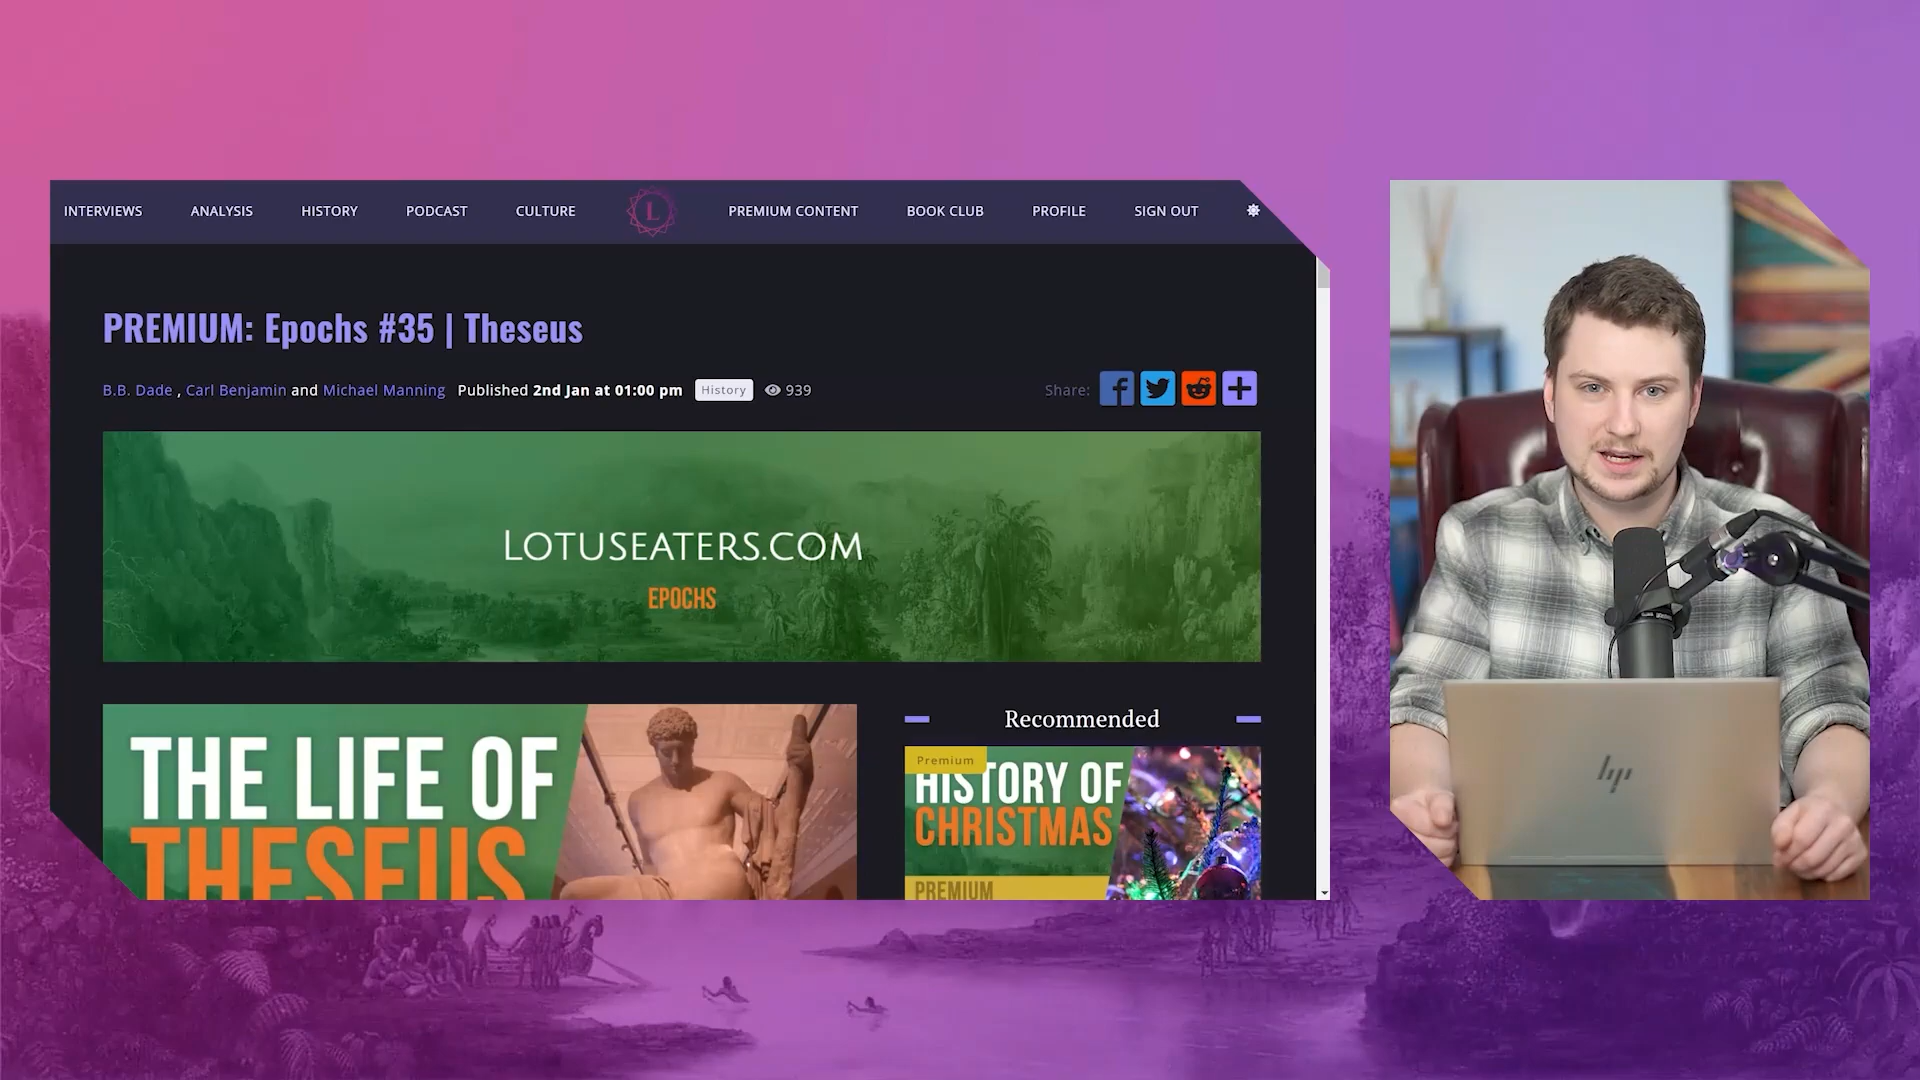 INTERVIEWS ANALYSIS HISTORY PODCAST CULTURE L PREMIUM CONTENT BOOK CLUB PROFILE SIGN OUT
PREMIUM: Epochs #35 | Theseus
B.B. Dade , Carl Benjamin and Michael Manning Published 2nd Jan at 01:00 pm History 939 Share:
LOTUSEATERS.COM
EPOCHS
THE LIFE OF
THESEUS
Recommended
Premium
HISTORY OF
CHRISTMAS
PREMIUM
hp